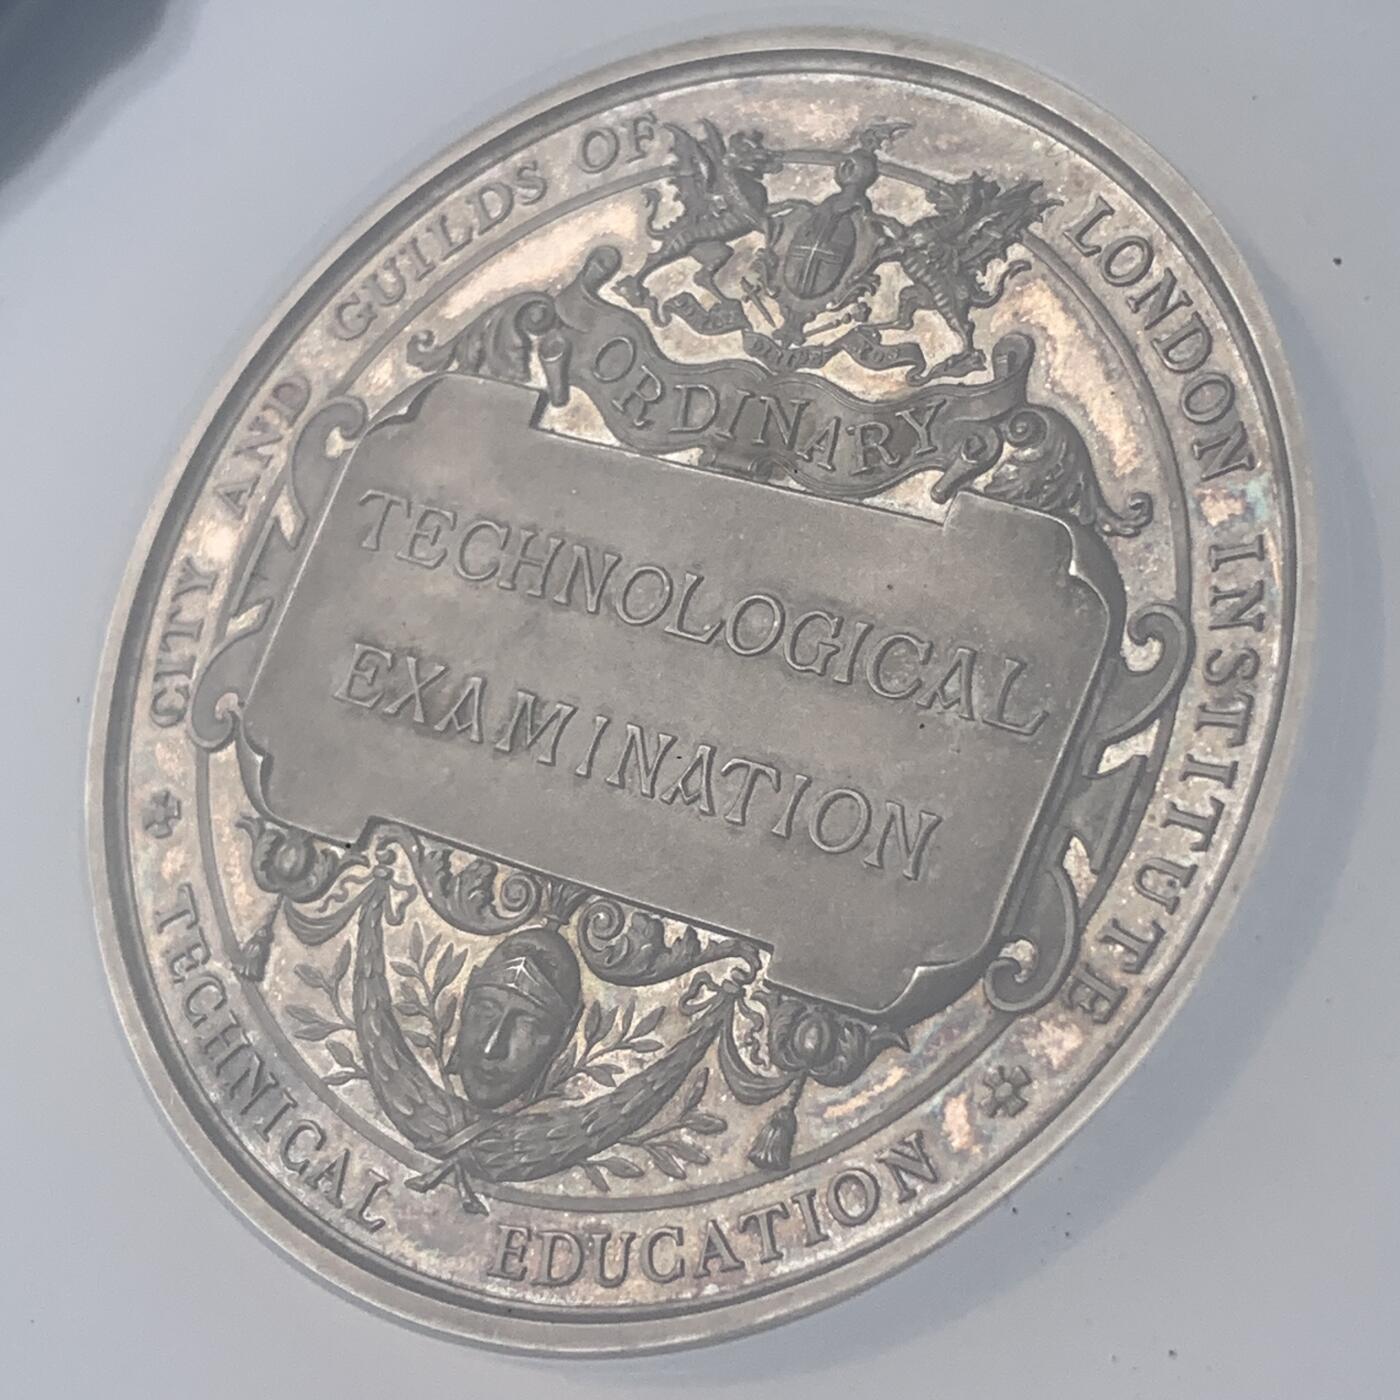 CITY AND GUILDS OF LONDON INSTITUTE
ORDINARY
TECHNOLOGICAL
EXAMINATION
TECHNICAL EDUCATION